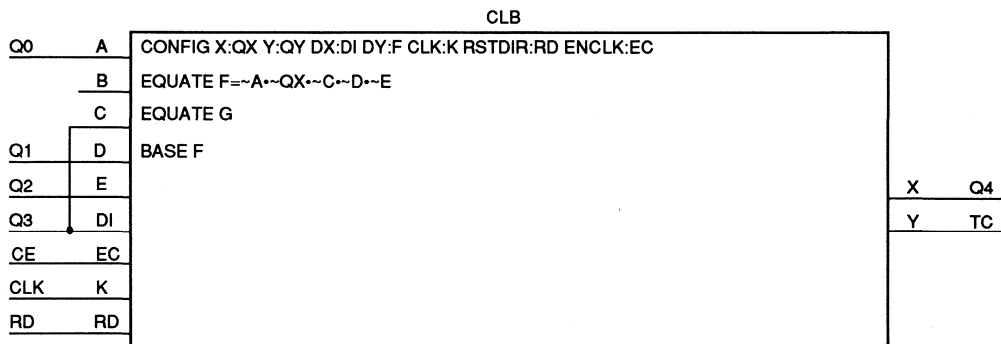 CLB
Q0 A CONFIG X:QX Y:QY DX:DI DY:F CLK:K RSTDIR:RD ENCLK:EC
B EQUATE F=~A•~QX•~C•~D•~E
C EQUATE G
Q1 D BASE F
Q2 E X Q4
Q3 DI Y TC
CE EC
CLK K
RD RD